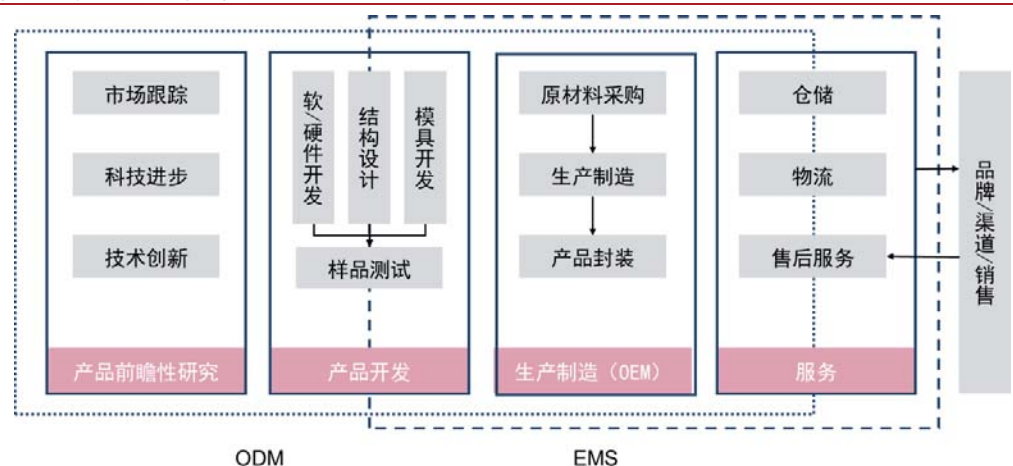 市场跟踪
科技进步
技术创新
产品前瞻性研究
软/硬件开发
结构设计
模具开发
样品测试
产品开发
原材料采购
生产制造
产品封装
生产制造（OEM）
仓储
物流
售后服务
服务
品牌/渠道/销售
ODM
EMS